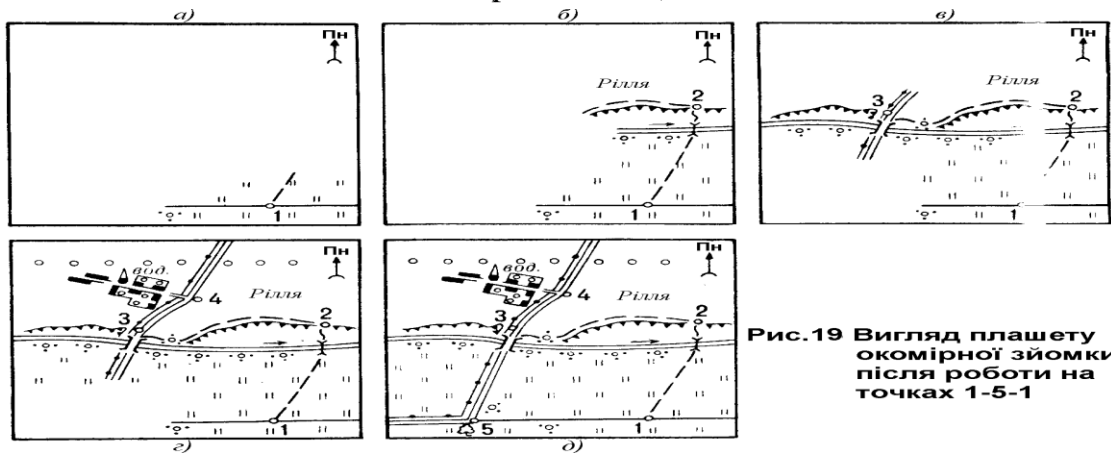 а)
б)
в)
Пн
1
Пн
Рілля
2
1
Пн
Рілля
3
2
1
Пн
вод.
4
Рілля
3
2
1
г)
Пн
вод.
4
Рілля
3
2
5
1
д)
Рис.19 Вигляд плашету
окомірної зйомки
після роботи на
точках 1-5-1